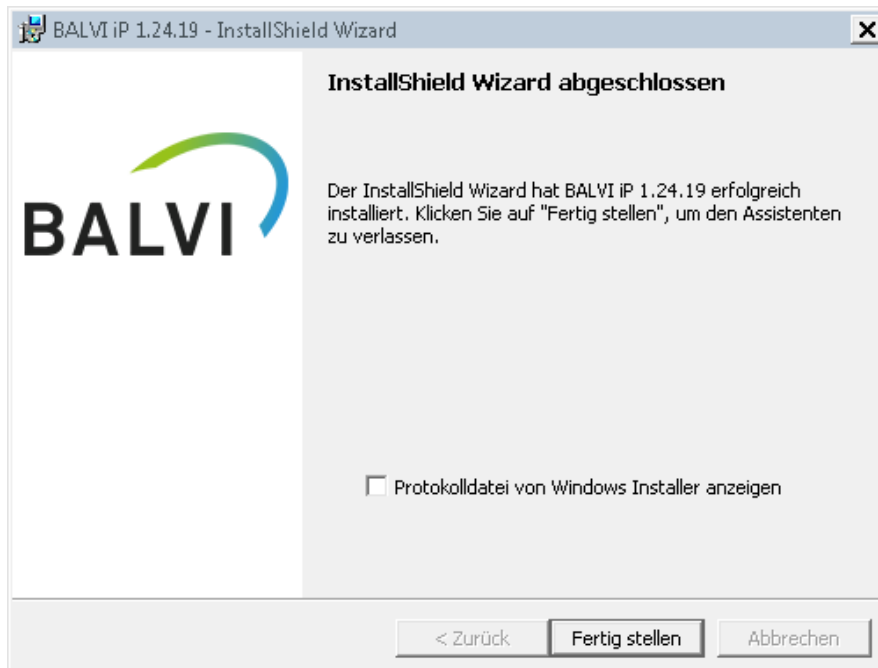 BALVI iP 1.24.19 - InstallShield Wizard
InstallShield Wizard abgeschlossen
BALVI
Der InstallShield Wizard hat BALVI iP 1.24.19 erfolgreich
installiert. Klicken Sie auf "Fertig stellen", um den Assistenten
zu verlassen.
Protokolldatei von Windows Installer anzeigen
< Zurück
Fertig stellen
Abbrechen